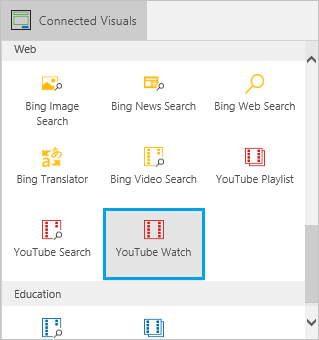 Connected Visuals
Web
Bing Image
Search
Bing News Search
Bing Web Search
Bing Translator
Bing Video Search
YouTube Playlist
YouTube Search
YouTube Watch
Education